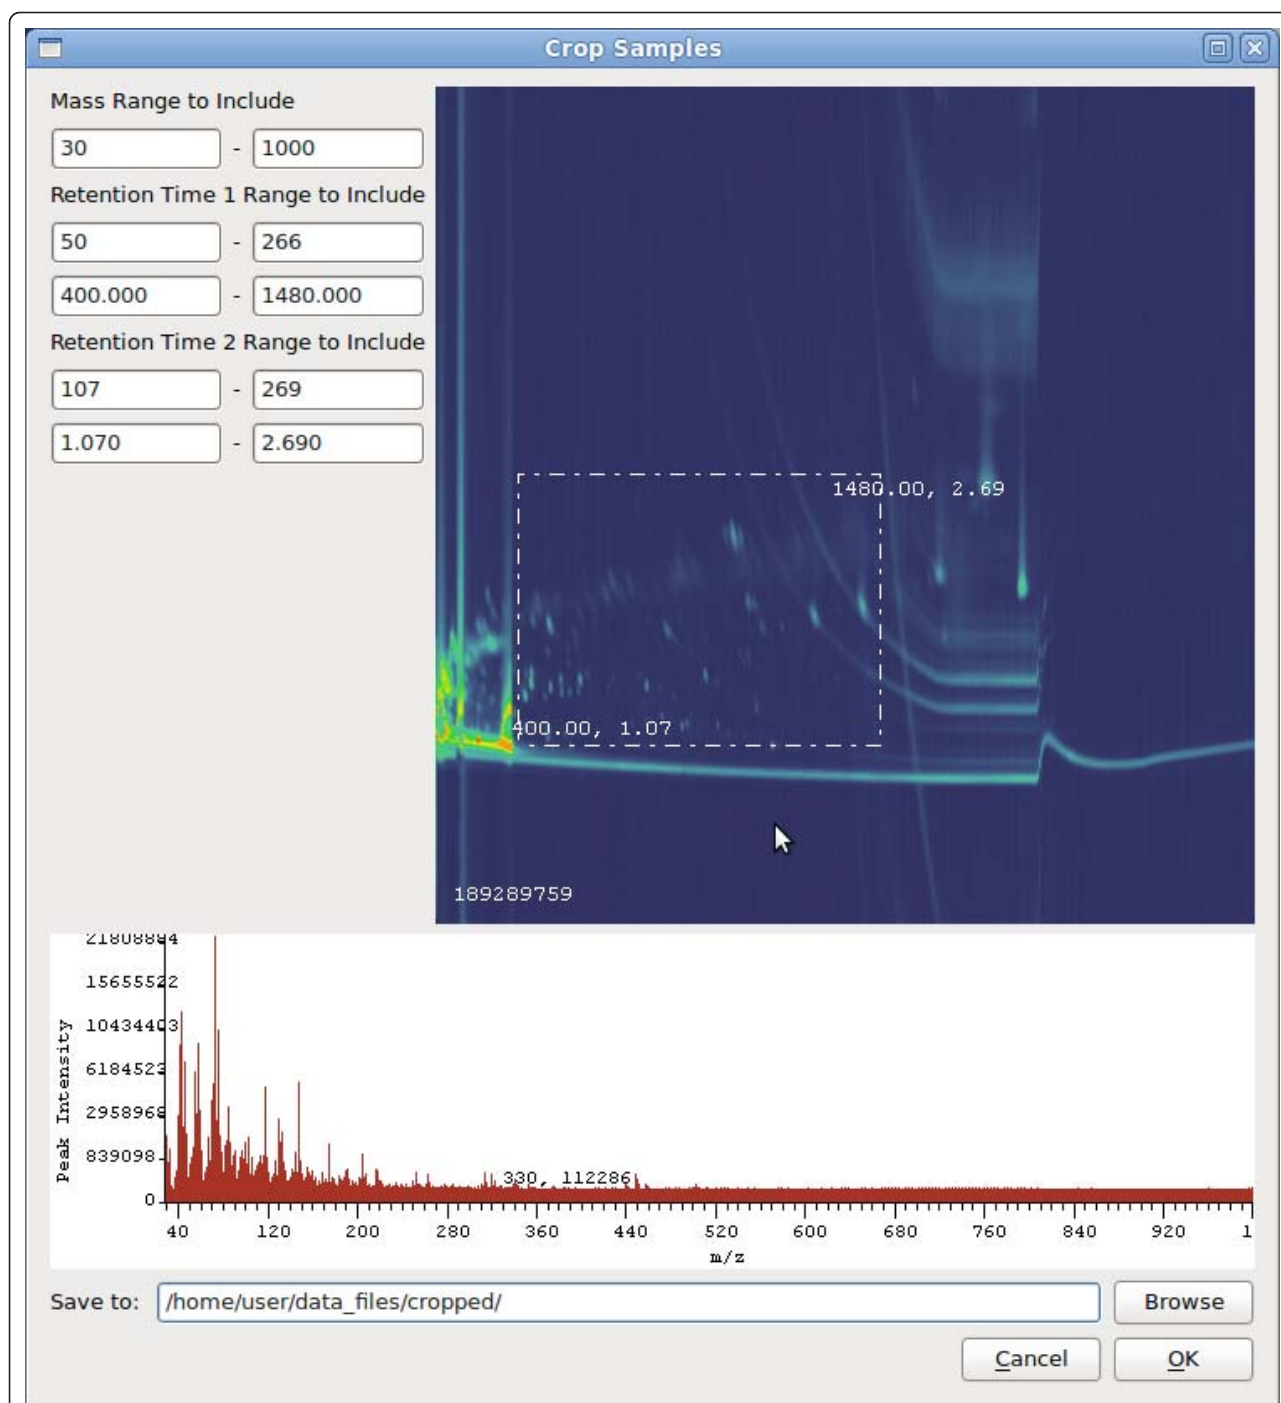 Crop Samples
Mass Range to Include
30 - 1000
Retention Time 1 Range to Include
50 - 266
400.000 - 1480.000
Retention Time 2 Range to Include
107 - 269
1.070 - 2.690
1480.00, 2.69
400.00, 1.07
189289759
Peak Intensity
21808884
15655522
10434403
6184523
2958968
839098
0
330, 112286
40 120 200 280 360 440 520 600 680 760 840 920 1
m/z
Save to: /home/user/data_files/cropped/ Browse
Cancel OK